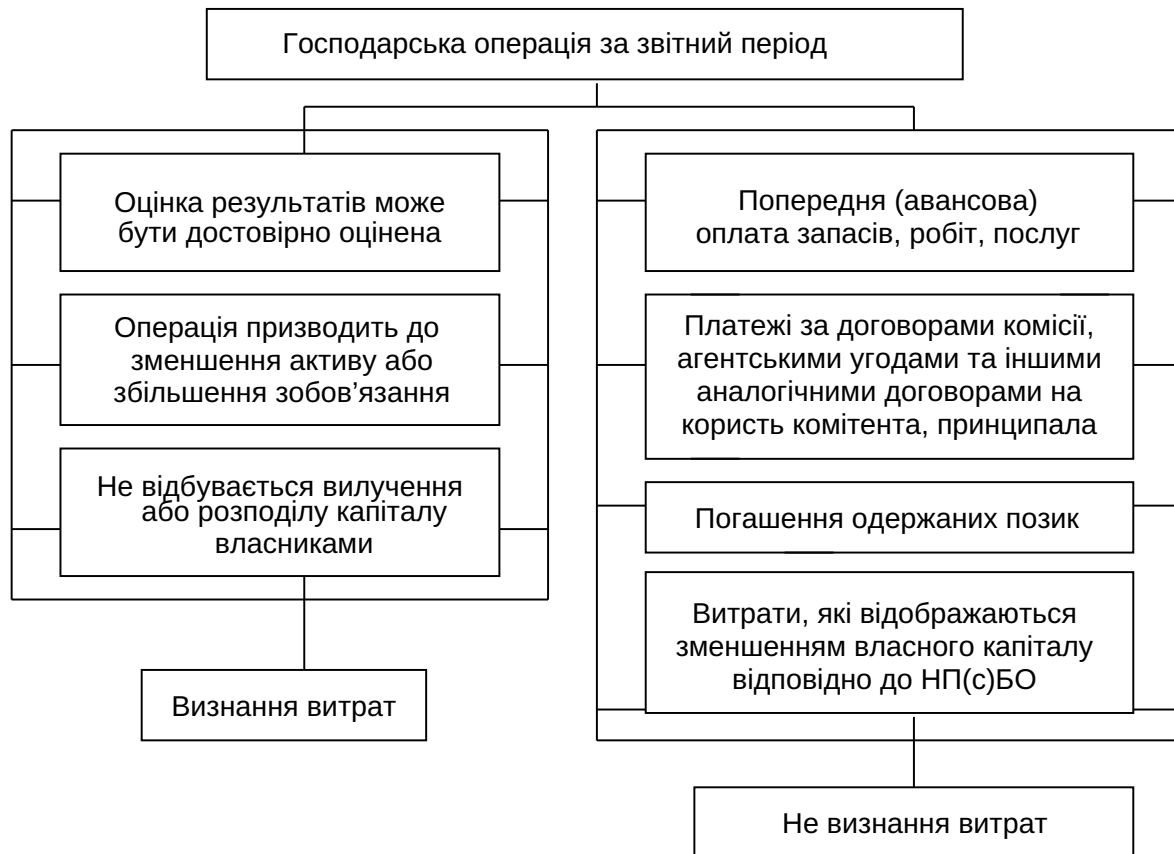 Господарська операція за звітний період
Оцінка результатів може
бути достовірно оцінена
Операція призводить до
зменшення активу або
збільшення зобов’язання
Не відбувається вилучення
або розподілу капіталу
власниками
Визнання витрат
Попередня (авансова)
оплата запасів, робіт, послуг
Платежі за договорами комісії,
агентськими угодами та іншими
аналогічними договорами на
користь комітента, принципала
Погашення одержаних позик
Витрати, які відображаються
зменшенням власного капіталу
відповідно до НП(с)БО
Не визнання витрат